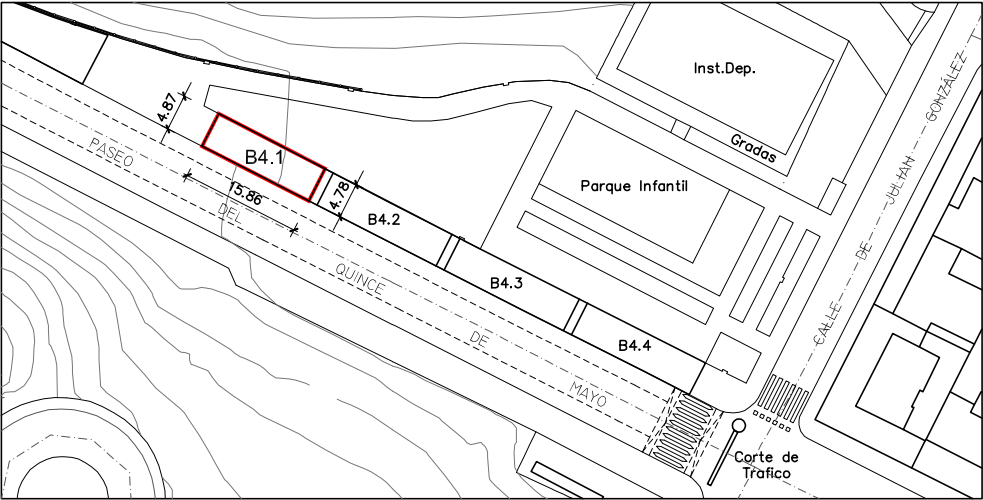 Inst.Dep.
Gradas
Parque Infantil
4.87
B4.1
15.86
4.78
B4.2
B4.3
B4.4
PASEO
DEL
QUINCE
DE
MAYO
CALLE
DE
JULIAN
GONZÁLEZ
Corte de
Trafico